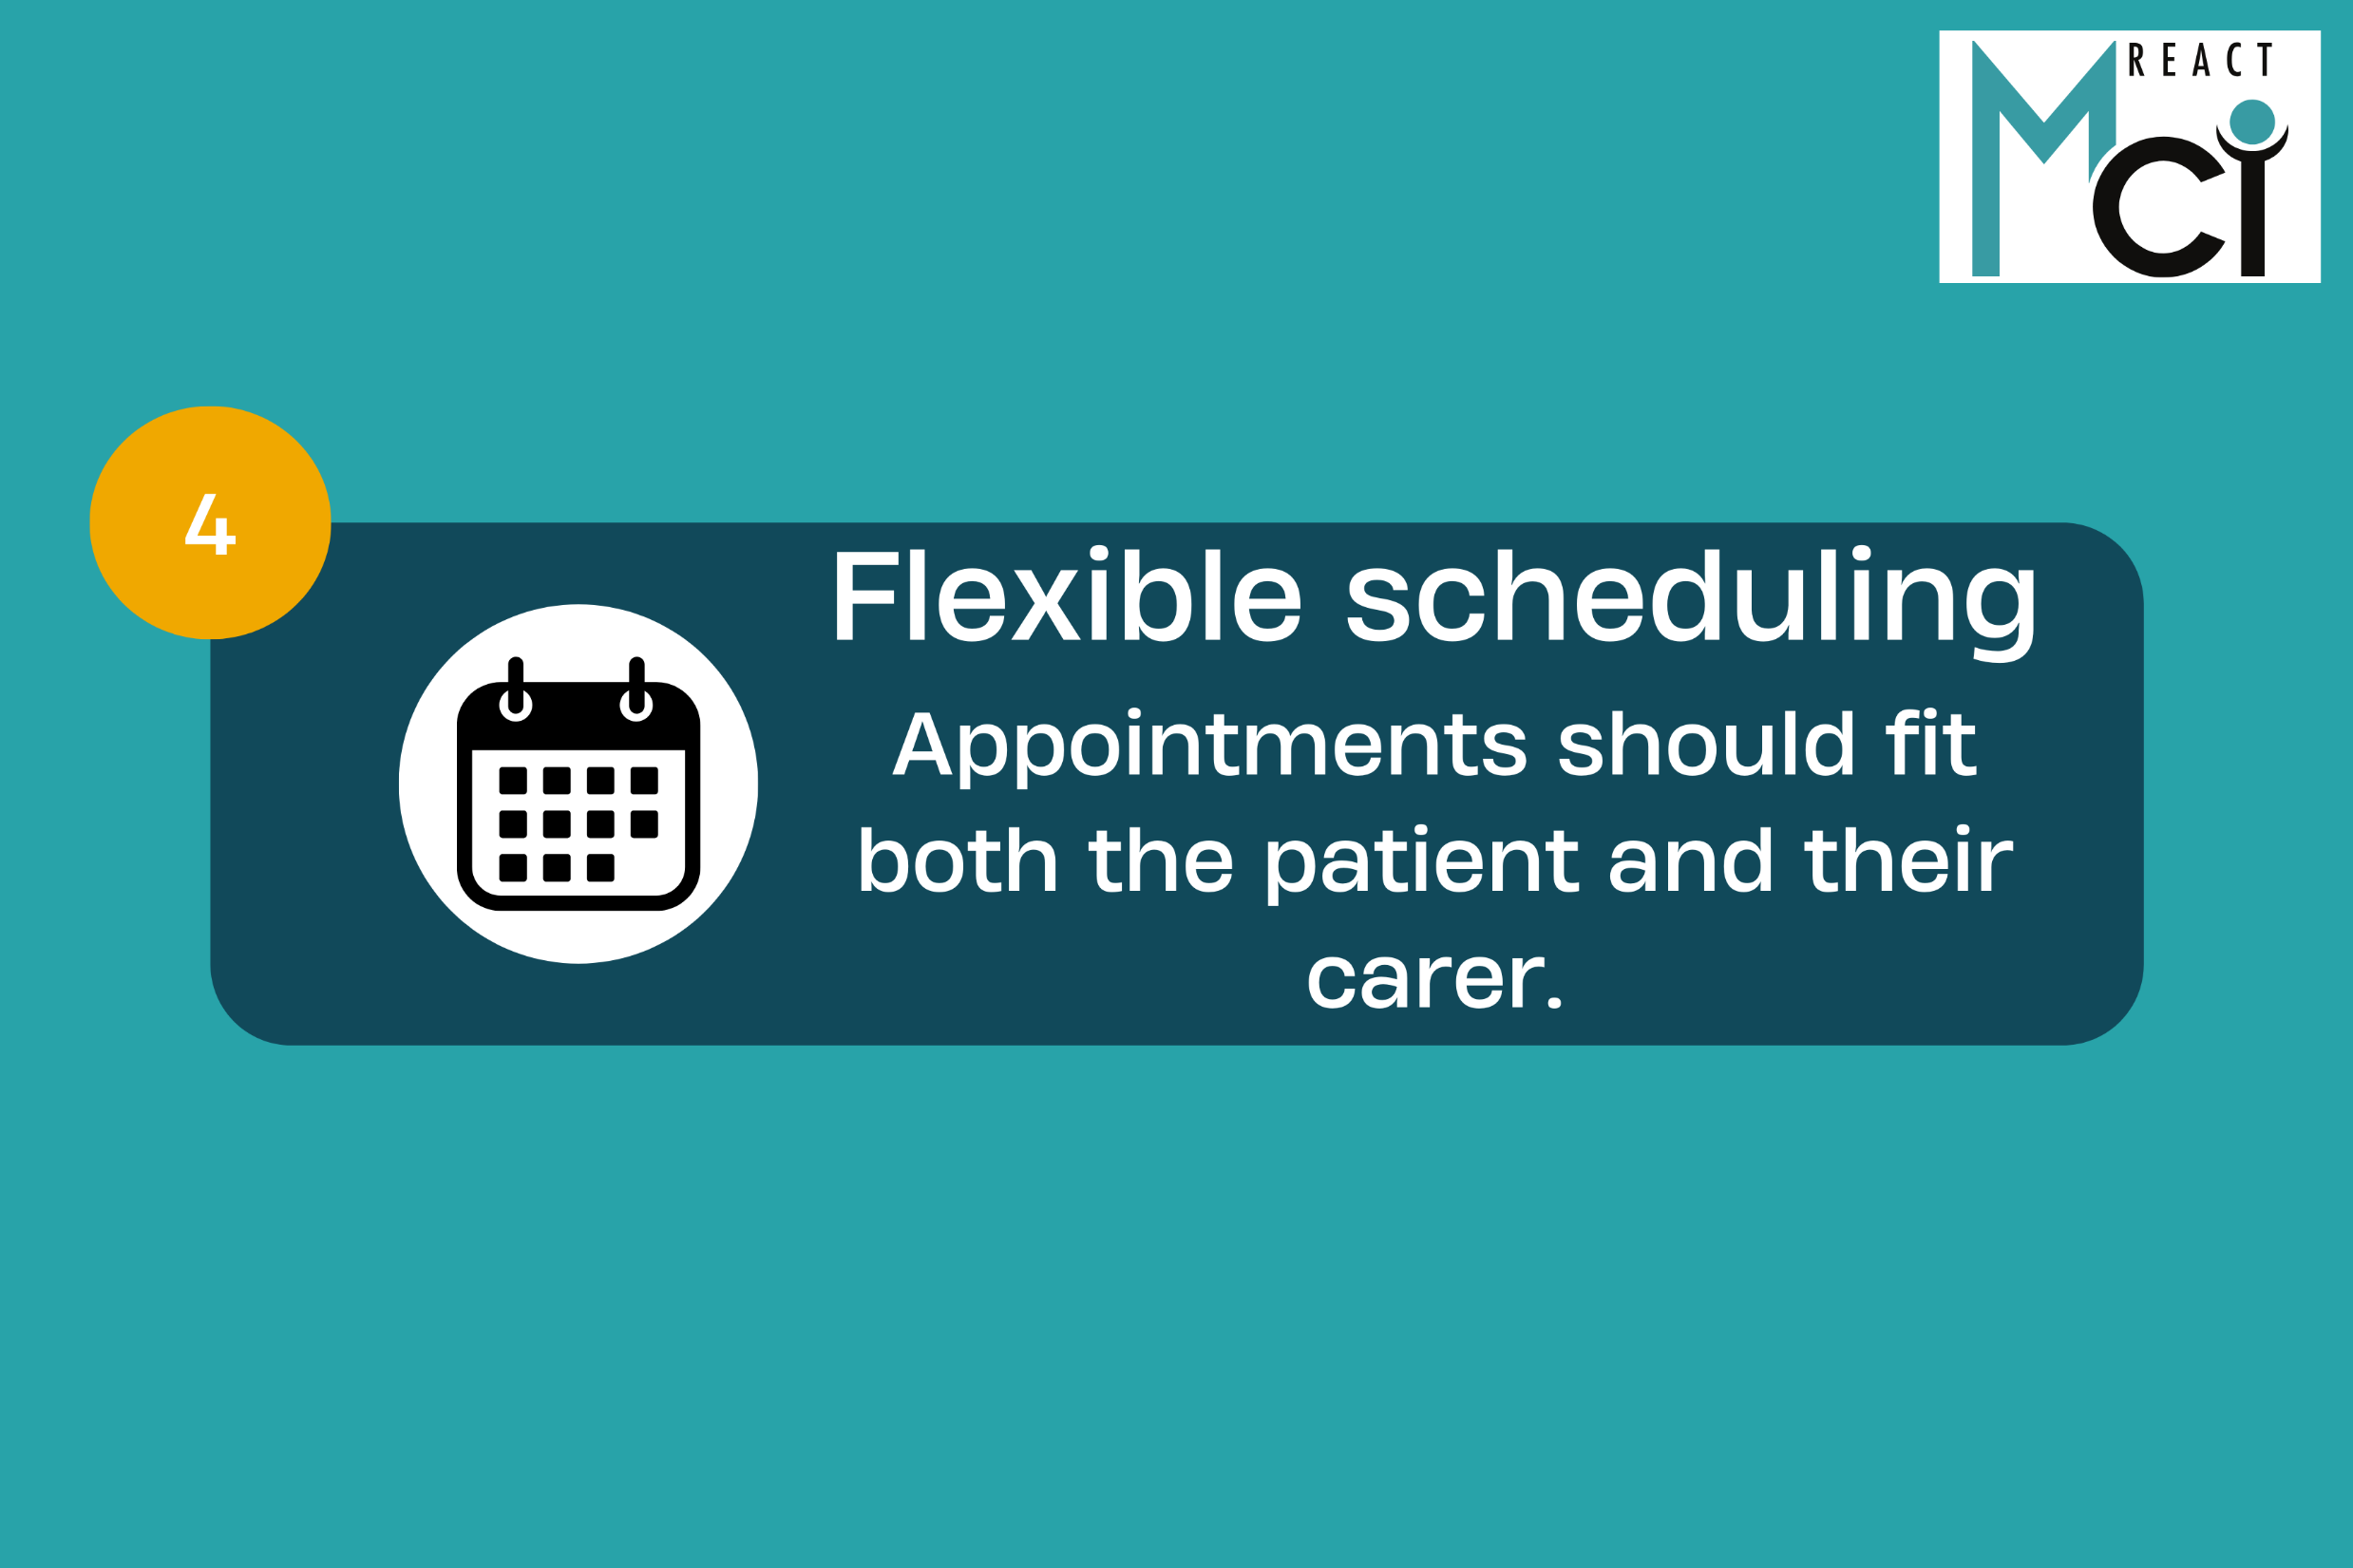 REACT
MCi
4
Flexible scheduling
Appointments should fit
both the patient and their
carer.